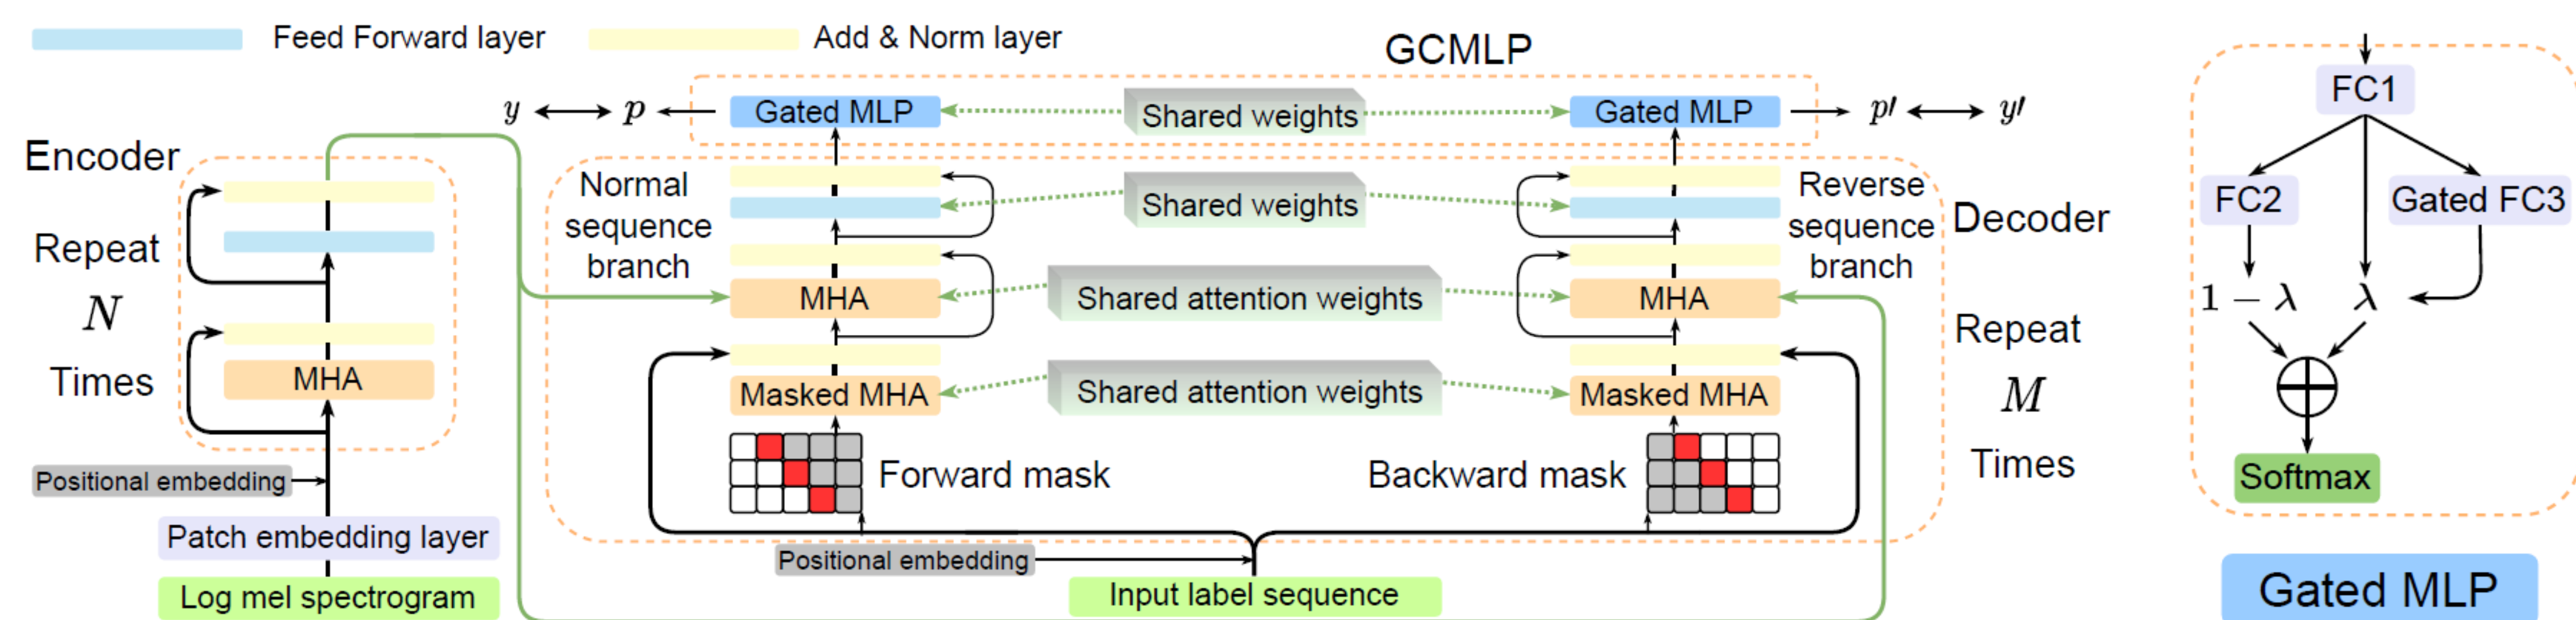 Feed Forward layer
Add & Norm layer
GCMLP
y
p
Gated MLP
Shared weights
Gated MLP
p′
y′
Encoder
Repeat
N
Times
MHA
Positional embedding
Patch embedding layer
Log mel spectrogram
Normal
sequence
branch
Shared weights
Reverse
sequence
branch
MHA
Shared attention weights
MHA
Masked MHA
Shared attention weights
Masked MHA
Forward mask
Backward mask
Positional embedding
Input label sequence
Decoder
Repeat
M
Times
FC1
FC2
Gated FC3
1 − λ
λ
Softmax
Gated MLP